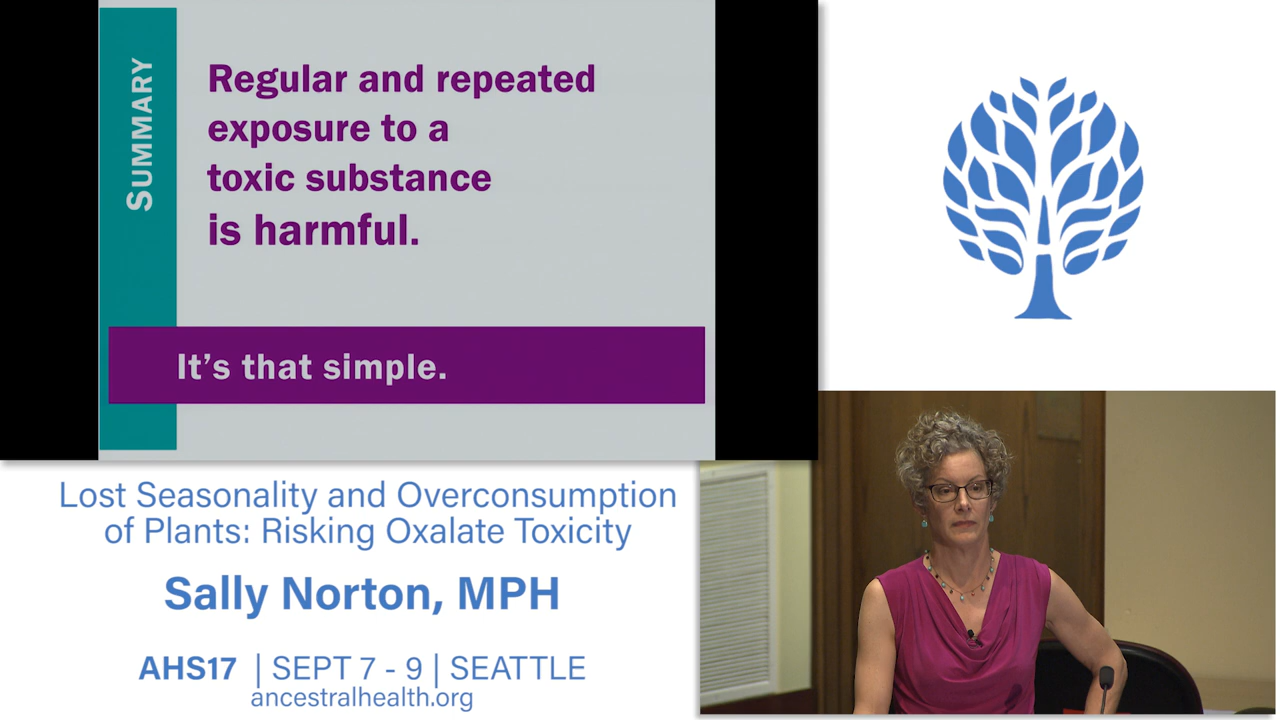 SUMMARY
Regular and repeated
exposure to a
toxic substance
is harmful.
It's that simple.
Lost Seasonality and Overconsumption
of Plants: Risking Oxalate Toxicity
Sally Norton, MPH
AHS17 | SEPT 7 - 9 | SEATTLE
ancestralhealth.org